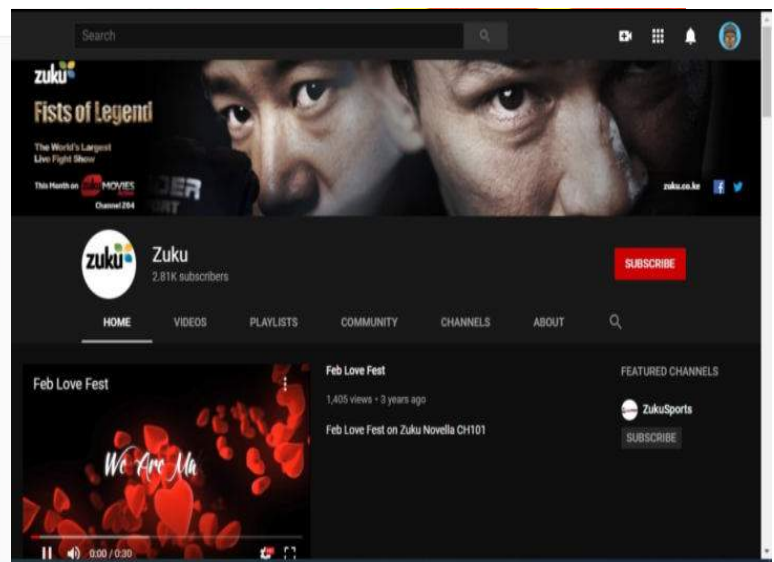 Search
zuku
Fists of Legend
The World's Largest
Live Fight Show
This Month on zuku MOVIES
Channel 204
zuku.co.ke
zuku
Zuku
2.81K subscribers
SUBSCRIBE
HOME VIDEOS PLAYLISTS COMMUNITY CHANNELS ABOUT
Feb Love Fest
We Are Ma
0:00 / 0:30
Feb Love Fest
1,405 views • 3 years ago
Feb Love Fest on Zuku Novella CH101
FEATURED CHANNELS
ZukuSports
SUBSCRIBE